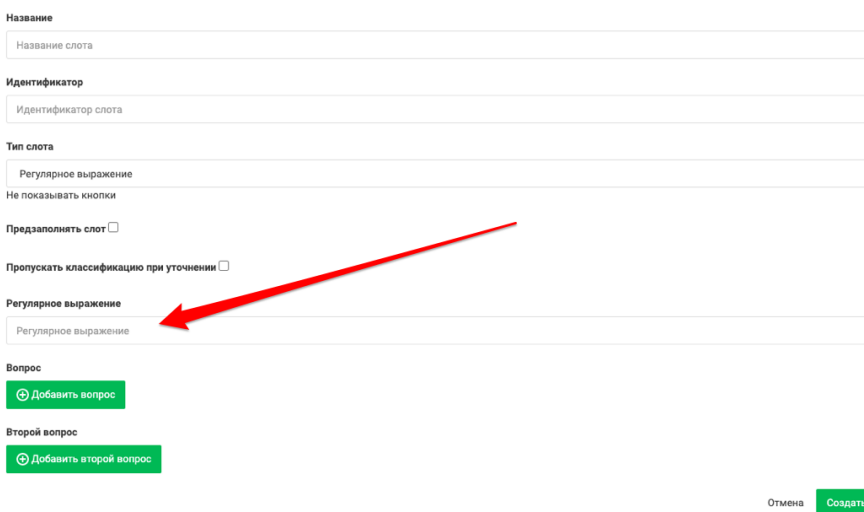 Название
Название слота
Идентификатор
Идентификатор слота
Тип слота
Регулярное выражение
Не показывать кнопки
Предзаполнять слот
Пропускать классификацию при уточнении
Регулярное выражение
Регулярное выражение
Вопрос
Добавить вопрос
Второй вопрос
Добавить второй вопрос
Отмена Создать